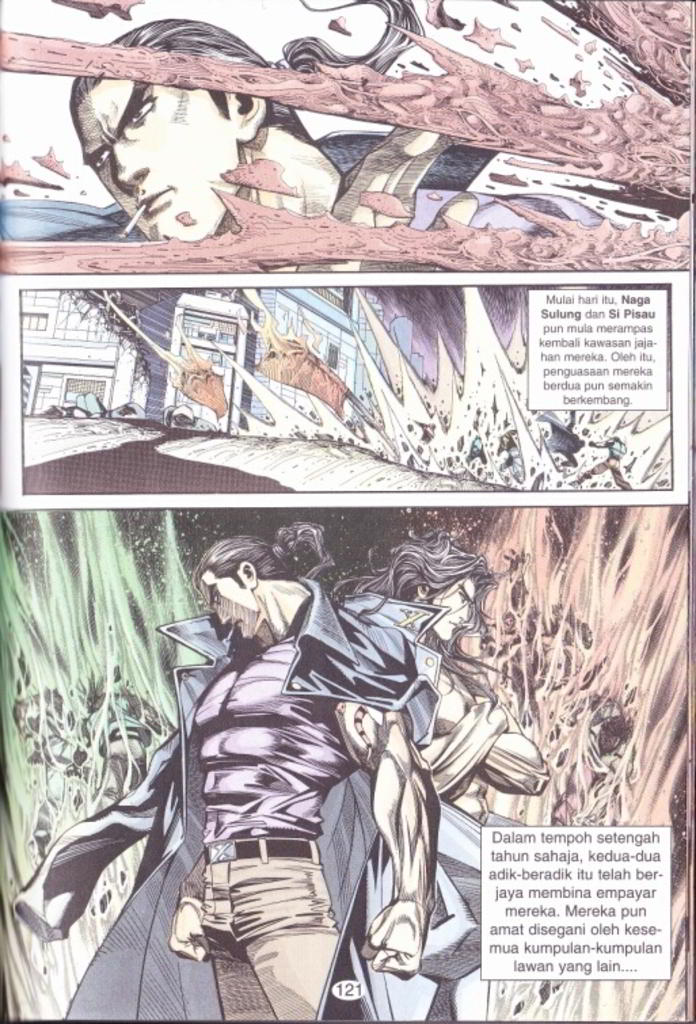 Mulai hari itu, Naga
Sulung dan Si Pisau
pun mula merampas
kembali kawasan jaja-
han mereka. Oleh itu,
penguasaan mereka
berdua pun semakin
berkembang.
Dalam tempoh setengah
tahun sahaja, kedua-dua
adik-beradik itu telah ber-
jaya membina empayar
mereka. Mereka pun
amat disegani oleh kese-
mua kumpulan-kumpulan
lawan yang lain....
121